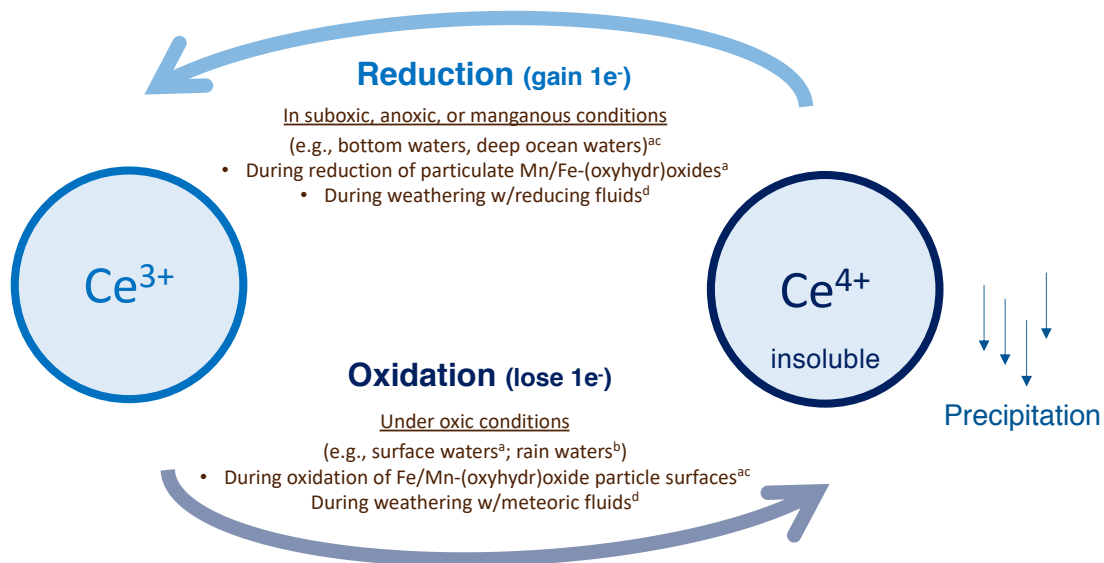 Reduction (gain 1e⁻)
In suboxic, anoxic, or manganous conditions
(e.g., bottom waters, deep ocean waters)ᵃᶜ
• During reduction of particulate Mn/Fe-(oxyhydr)oxidesᵃ
• During weathering w/reducing fluidsᵈ
Ce³⁺
Ce⁴⁺
insoluble
Precipitation
Oxidation (lose 1e⁻)
Under oxic conditions
(e.g., surface watersᵃ; rain watersᵇ)
• During oxidation of Fe/Mn-(oxyhydr)oxide particle surfacesᵃᶜ
During weathering w/meteoric fluidsᵈ